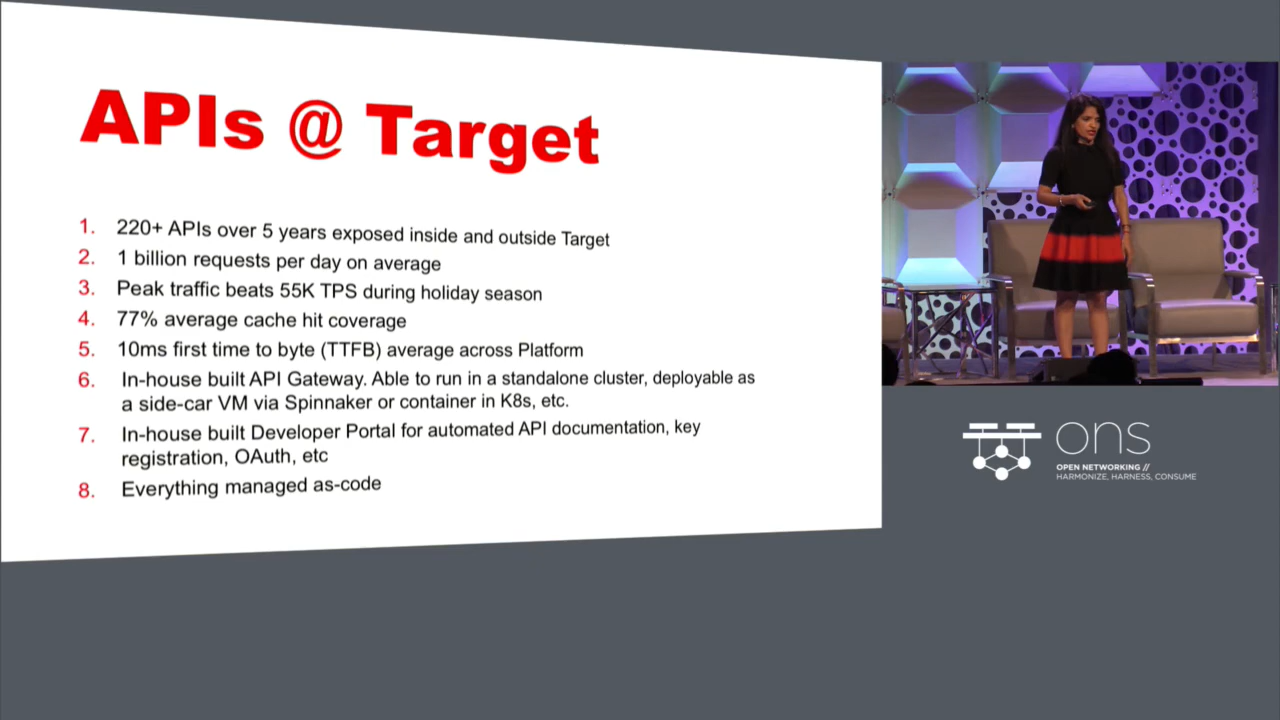 APIs @ Target
1. 220+ APIs over 5 years exposed inside and outside Target
2. 1 billion requests per day on average
3. Peak traffic beats 55K TPS during holiday season
4. 77% average cache hit coverage
5. 10ms first time to byte (TTFB) average across Platform
6. In-house built API Gateway. Able to run in a standalone cluster, deployable as
a side-car VM via Spinnaker or container in K8s, etc.
7. In-house built Developer Portal for automated API documentation, key
registration, OAuth, etc
8. Everything managed as-code
ons
OPEN NETWORKING //
HARMONIZE, HARNESS, CONSUME